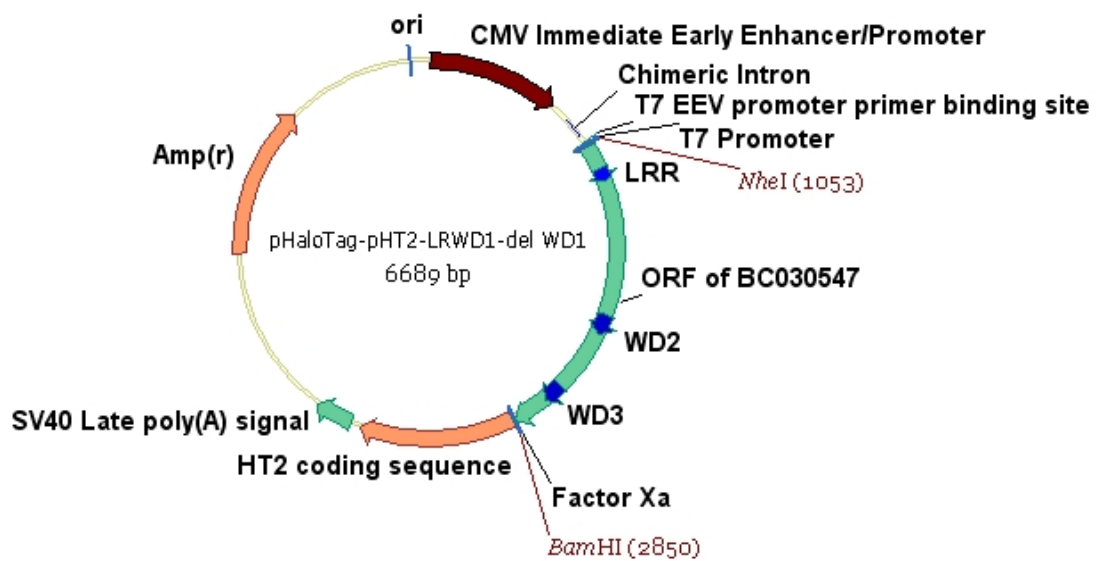 ori
CMV Immediate Early Enhancer/Promoter
Chimeric Intron
T7 EEV promoter primer binding site
T7 Promoter
NheI (1053)
LRR
Amp(r)
pHaloTag-pHT2-LRWD1-del WD1
6689 bp
ORF of BC030547
WD2
WD3
SV40 Late poly(A) signal
HT2 coding sequence
Factor Xa
BamHI (2850)